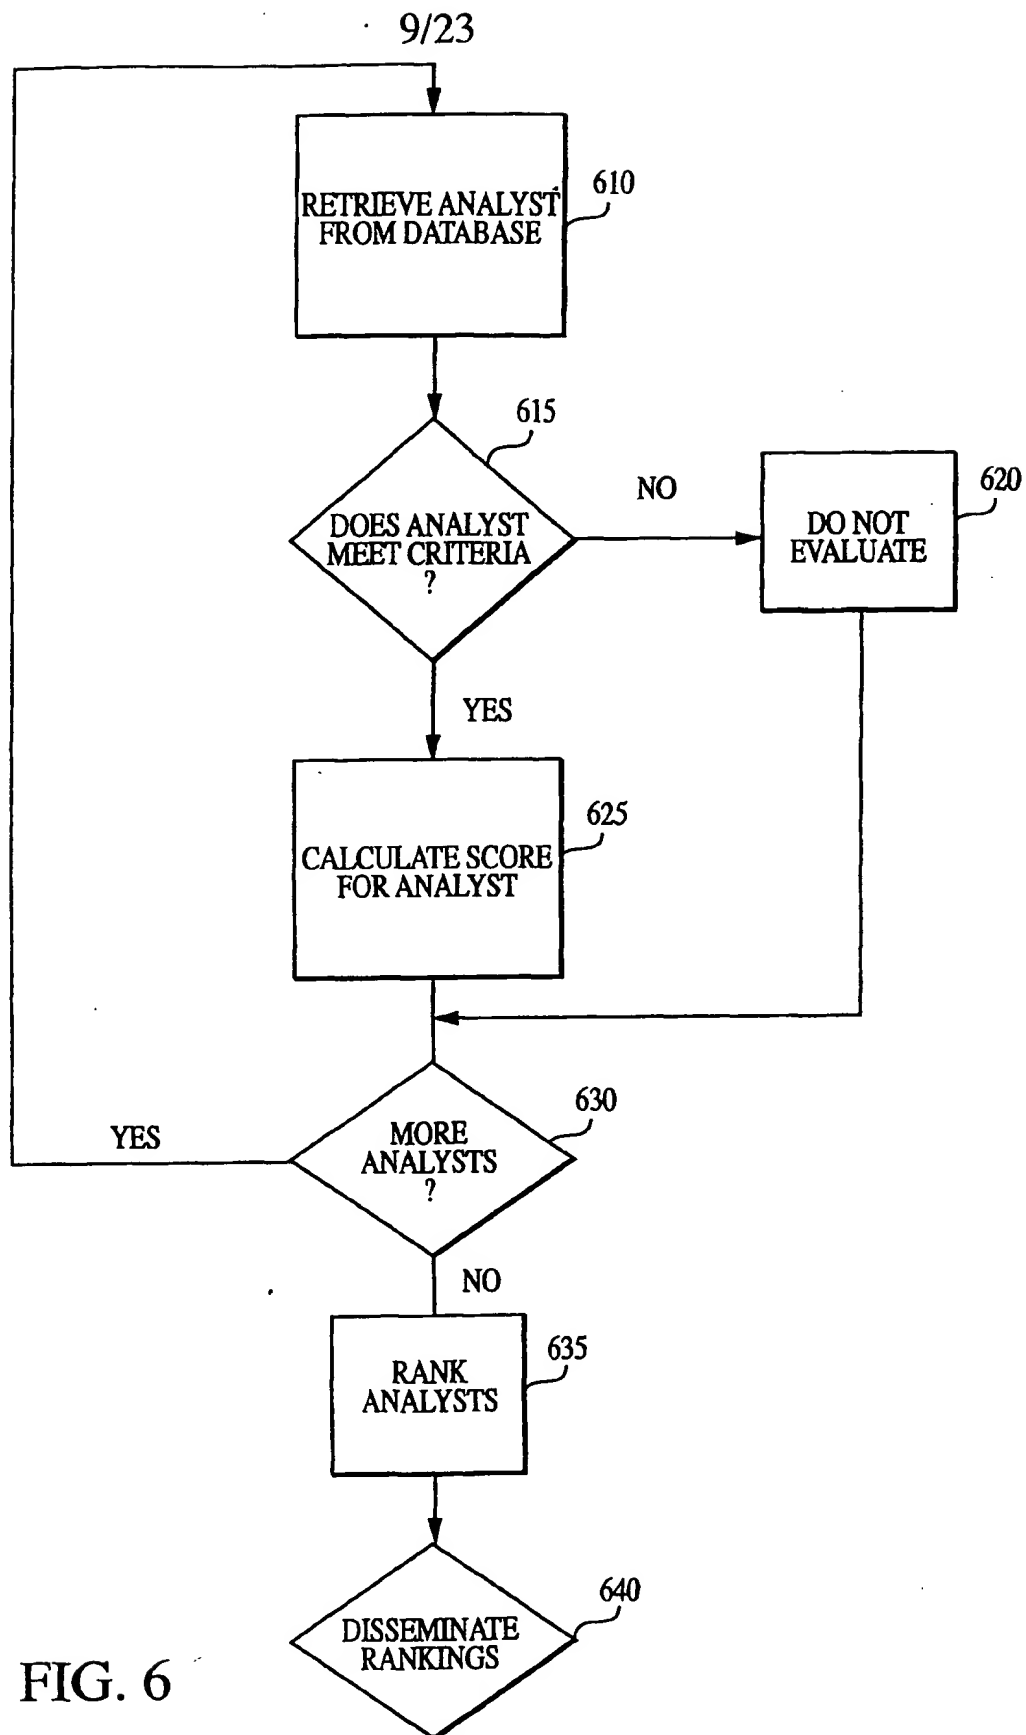 9/23
RETRIEVE ANALYST
FROM DATABASE
610
615
DOES ANALYST
MEET CRITERIA
?
NO
DO NOT
EVALUATE
620
YES
CALCULATE SCORE
FOR ANALYST
625
MORE
ANALYSTS
?
630
YES
NO
RANK
ANALYSTS
635
DISSEMINATE
RANKINGS
640
FIG. 6